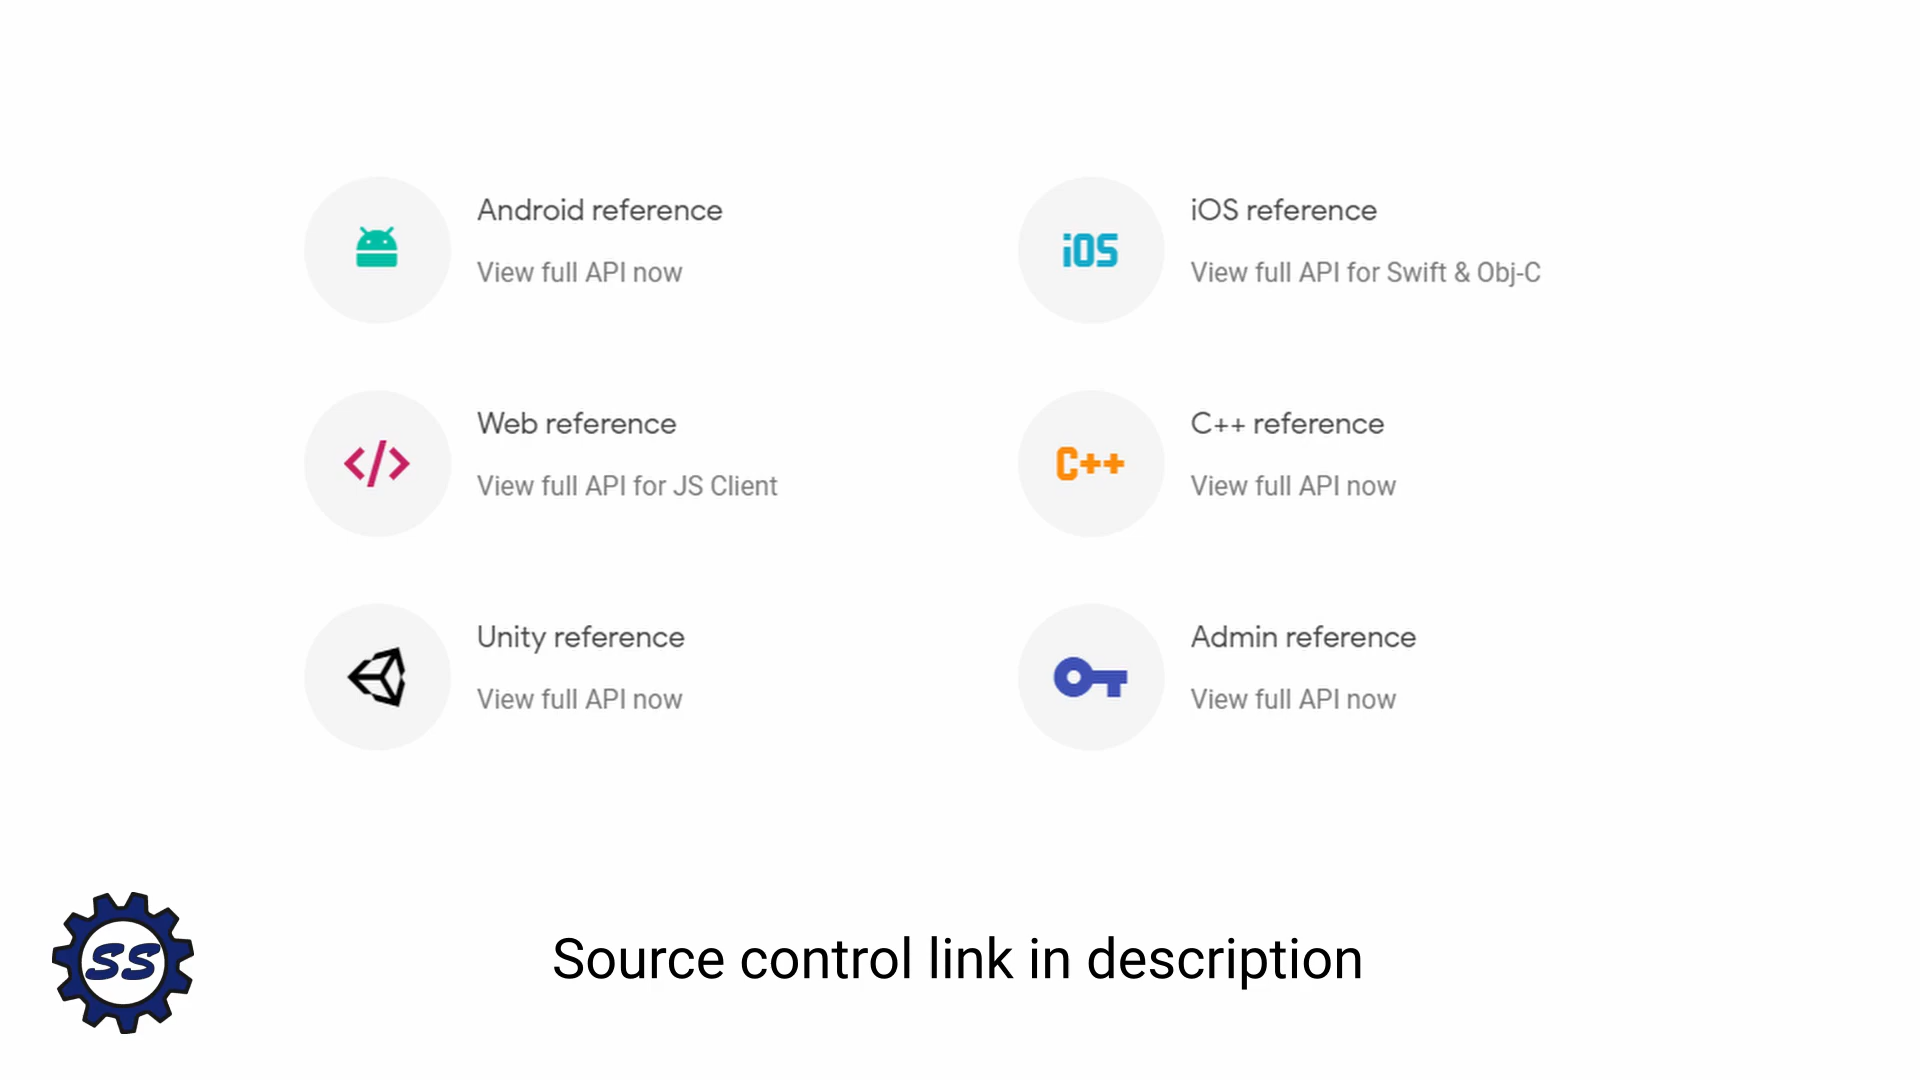 Android reference
View full API now
iOS
iOS reference
View full API for Swift & Obj-C
</>
Web reference
View full API for JS Client
C++
C++ reference
View full API now
Unity reference
View full API now
Admin reference
View full API now
SS
Source control link in description